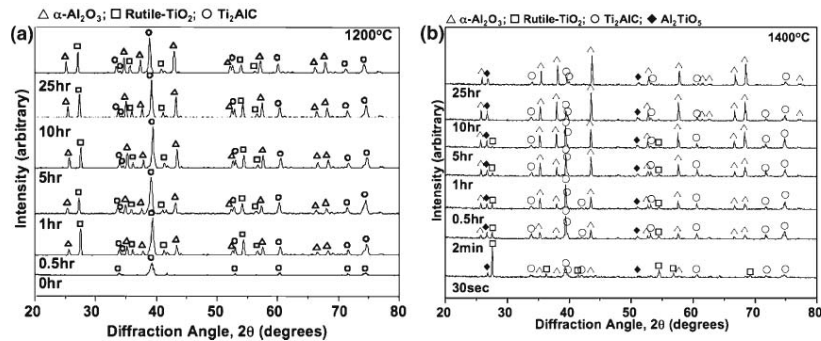 △ α-Al₂O₃ □ Rutile-TiO₂ ○ Ti₂AlC
(a)
1200°C
25hr
10hr
5hr
1hr
0.5hr
0hr
Intensity (arbitrary)
20 30 40 50 60 70 80
Diffraction Angle, 2θ (degrees)
△ α-Al₂O₃ □ Rutile-TiO₂ ○ Ti₂AlC ◆ Al₂TiO₅
(b)
1400°C
25hr
10hr
5hr
1hr
0.5hr
2min
30sec
Intensity (arbitrary)
20 30 40 50 60 70 80
Diffraction Angle, 2θ (degrees)